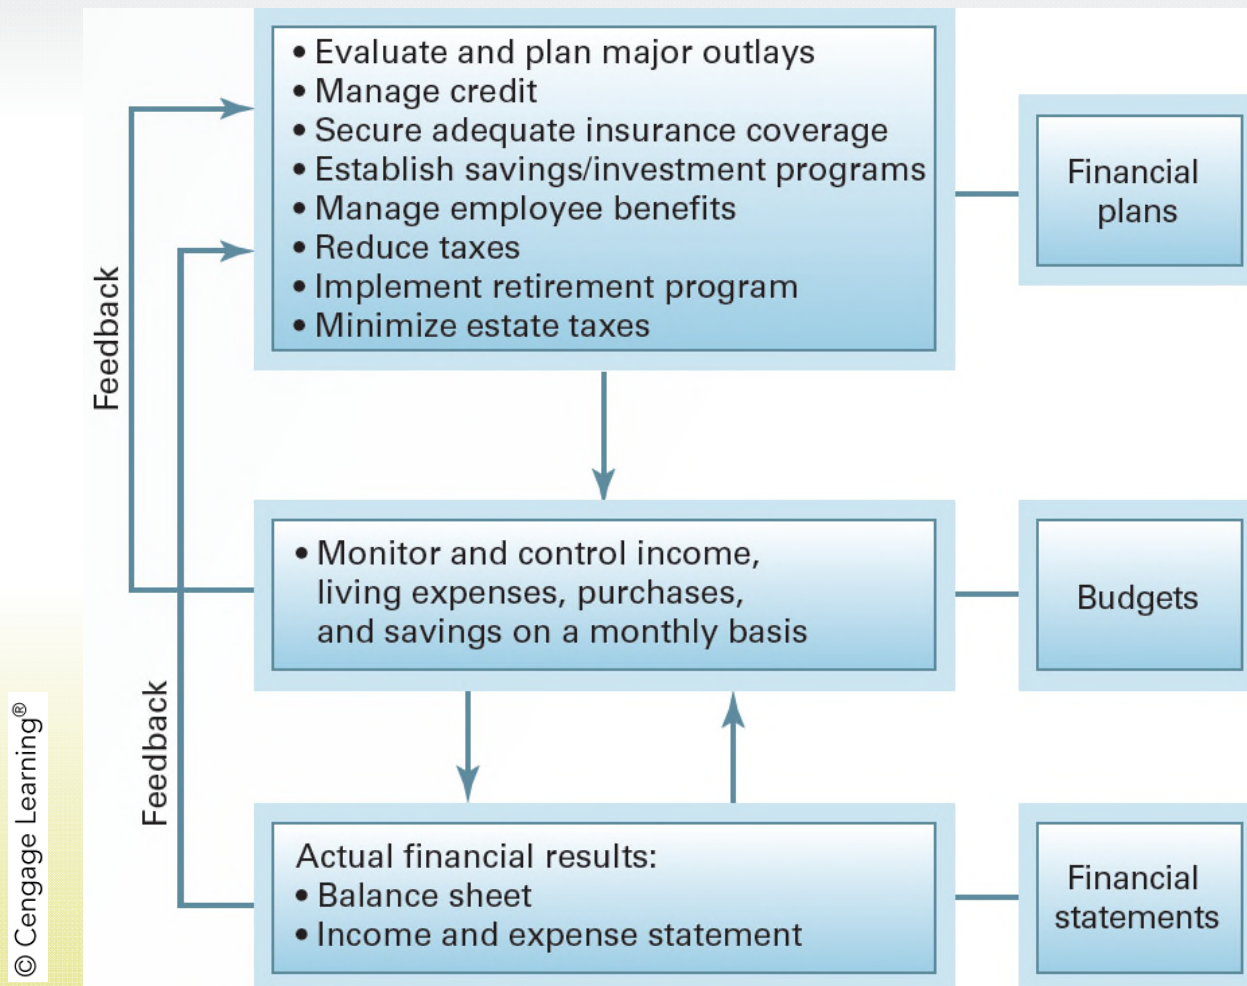 • Evaluate and plan major outlays
• Manage credit
• Secure adequate insurance coverage
• Establish savings/investment programs
• Manage employee benefits
• Reduce taxes
• Implement retirement program
• Minimize estate taxes
Financial
plans
Feedback
• Monitor and control income,
living expenses, purchases,
and savings on a monthly basis
Budgets
Feedback
Actual financial results:
• Balance sheet
• Income and expense statement
Financial
statements
© Cengage Learning®